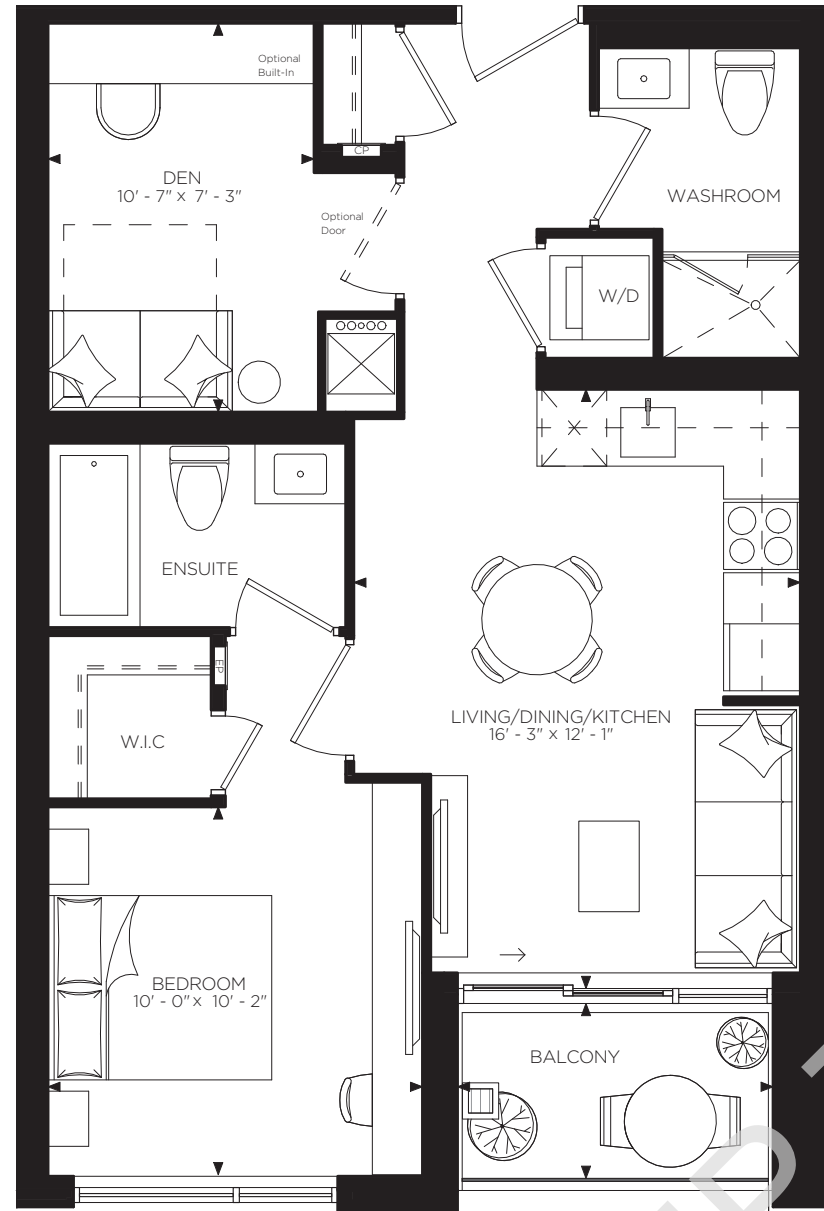 Optional
Built-In
CP
DEN
10' - 7" x 7' - 3"
WASHROOM
Optional
Door
W/D
ENSUITE
EP
W.I.C
LIVING/DINING/KITCHEN
16' - 3" x 12' - 1"
BEDROOM
10' - 0" x 10' - 2"
BALCONY